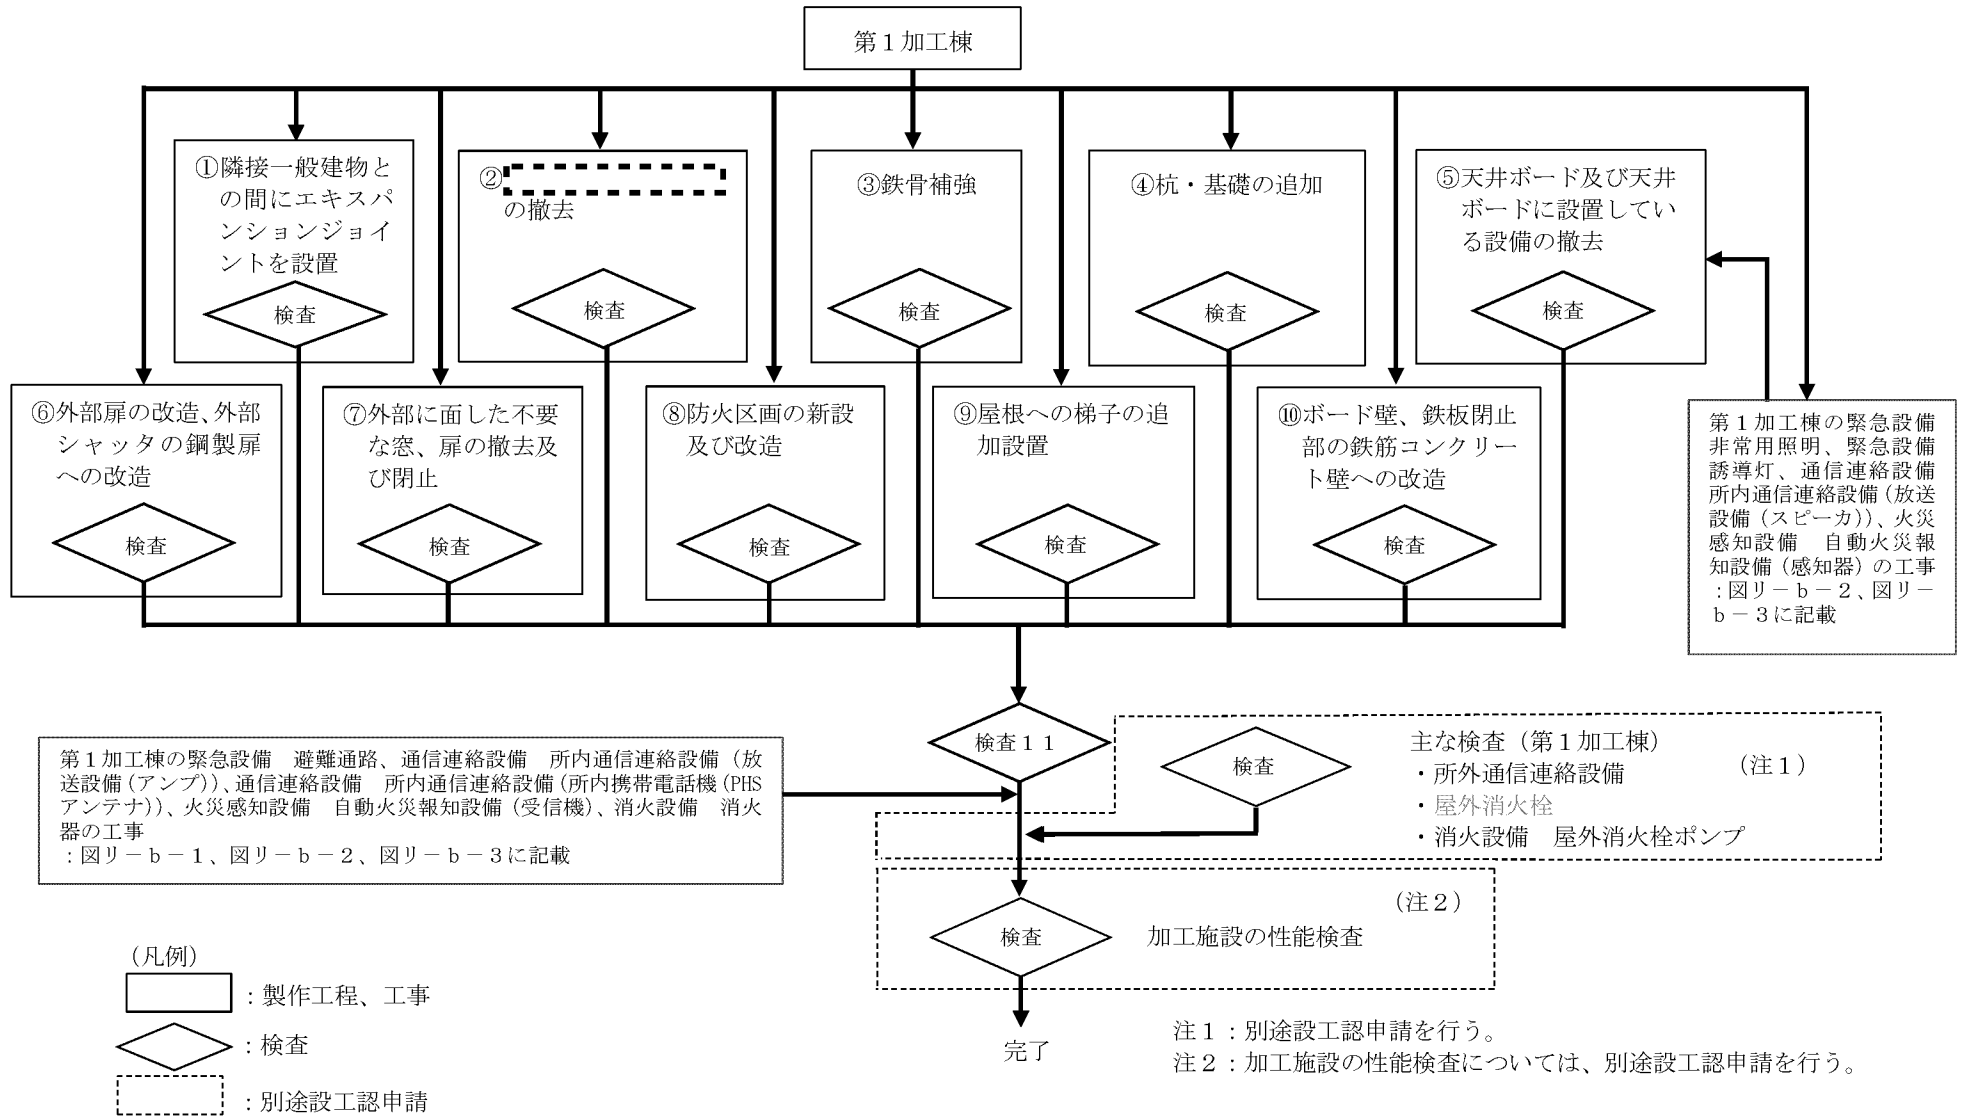 第１加工棟
①隣接一般建物と
の間にエキスパ
ンションジョイ
ントを設置
検査
②
の撤去
検査
③鉄骨補強
検査
④杭・基礎の追加
検査
⑤天井ボード及び天井
ボードに設置してい
る設備の撤去
検査
⑥外部扉の改造、外部
シャッタの鋼製扉
への改造
検査
⑦外部に面した不要
な窓、扉の撤去及
び閉止
検査
⑧防火区画の新設
及び改造
検査
⑨屋根への梯子の追
加設置
検査
⑩ボード壁、鉄板閉止
部の鉄筋コンクリー
ト壁への改造
検査
第１加工棟の緊急設備
非常用照明、緊急設備
誘導灯、通信連絡設備
所内通信連絡設備（放送
設備（スピーカ））、火災
感知設備　自動火災報
知設備（感知器）の工事
：図リ－ｂ－２、図リ－
ｂ－３に記載
検査１１
第１加工棟の緊急設備　避難通路、通信連絡設備　所内通信連絡設備（放
送設備（アンプ））、通信連絡設備　所内通信連絡設備（所内携帯電話機（PHS
アンテナ））、火災感知設備　自動火災報知設備（受信機）、消火設備　消火
器の工事
：図リ－ｂ－１、図リ－ｂ－２、図リ－ｂ－３に記載
検査
主な検査（第１加工棟）
・所外通信連絡設備
・屋外消火栓
・消火設備　屋外消火栓ポンプ
（注１）
検査
加工施設の性能検査
（注２）
完了
（凡例）
：製作工程、工事
：検査
：別途設工認申請
注１：別途設工認申請を行う。
注２：加工施設の性能検査については、別途設工認申請を行う。